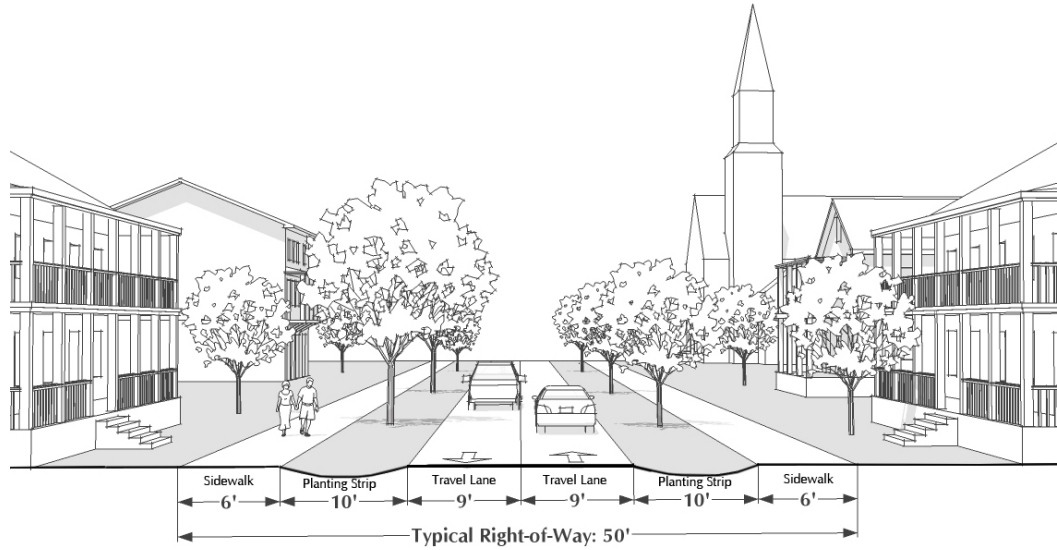 Sidewalk Planting Strip Travel Lane Travel Lane Planting Strip Sidewalk
6' 10' 9' 9' 10' 6'
Typical Right-of-Way: 50'